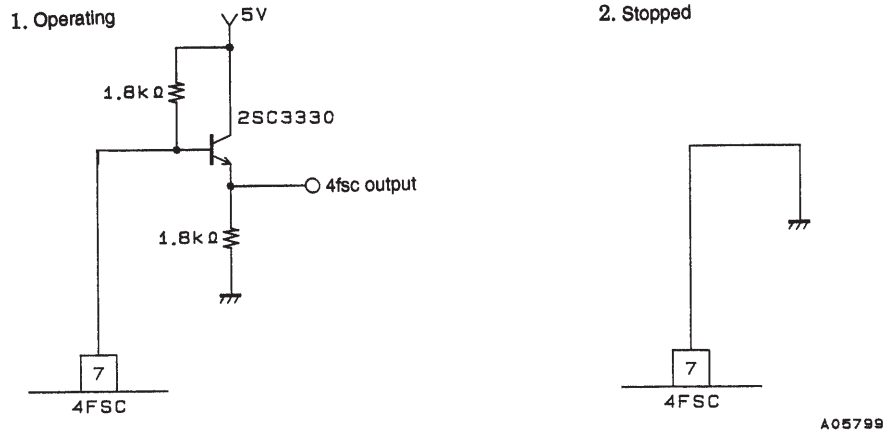 1. Operating
5V
1.8kΩ
2SC3330
4fsc output
1.8kΩ
7
4FSC
2. Stopped
7
4FSC
A05799